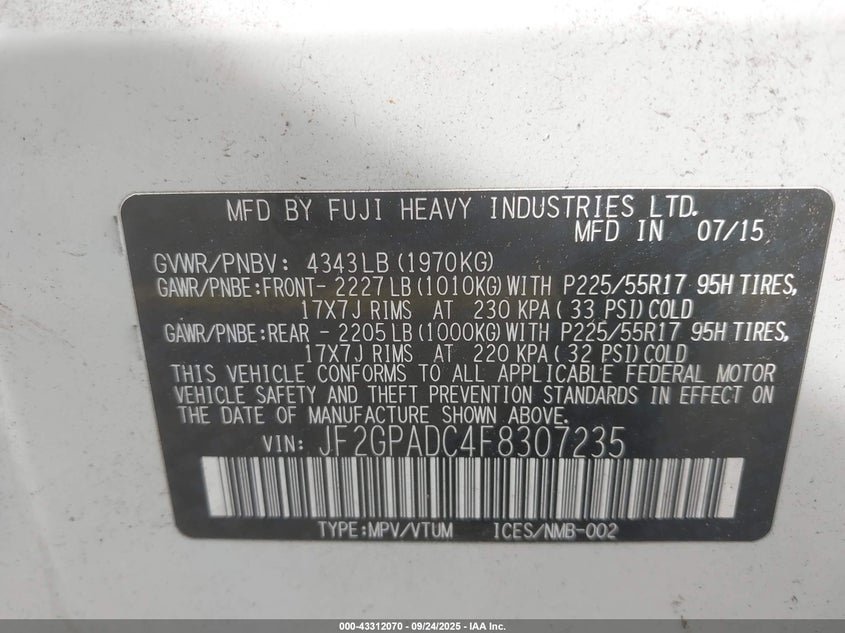 MFD BY FUJI HEAVY INDUSTRIES LTD.
MFD IN 07/15
GVWR/PNBV: 4343LB (1970KG)
GAWR/PNBE:FRONT- 2227LB (1010KG) WITH P225/55R17 95H TIRES,
17X7J RIMS AT 230 KPA ( 33 PSI) COLD
GAWR/PNBE:REAR - 2205LB (1000KG) WITH P225/55R17 95H TIRES,
17X7J RIMS AT 220 KPA ( 32 PSI) COLD
THIS VEHICLE CONFORMS TO ALL APPLICABLE FEDERAL MOTOR
VEHICLE SAFETY AND THEFT PREVENTION STANDARDS IN EFFECT ON
THE DATE OF MANUFACTURE SHOWN ABOVE.
VIN: JF2GPADC4F8307235
TYPE:MPV/VTUM ICES/NMB-002
000-43312070 - 09/24/2025 - IAA Inc.